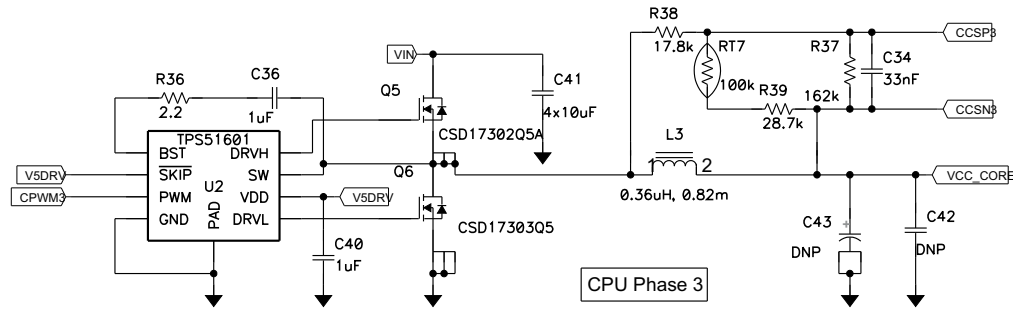 R38
17.8k
VIN
RT7
100k
R37
162k
C34
33nF
CCSP3
CCSN3
R39
28.7k
R36
2.2
C36
1uF
Q5
CSD17302Q5A
C41
4x10uF
TPS51601
BST
DRVH
SKIP
SW
PWM
U2
VDD
GND
PAD
DRVL
V5DRV
CPWM3
V5DRV
Q6
CSD17303Q5
L3
1
2
0.36uH, 0.82m
VCC_CORE
C40
1uF
C43
+
DNP
C42
DNP
CPU Phase 3